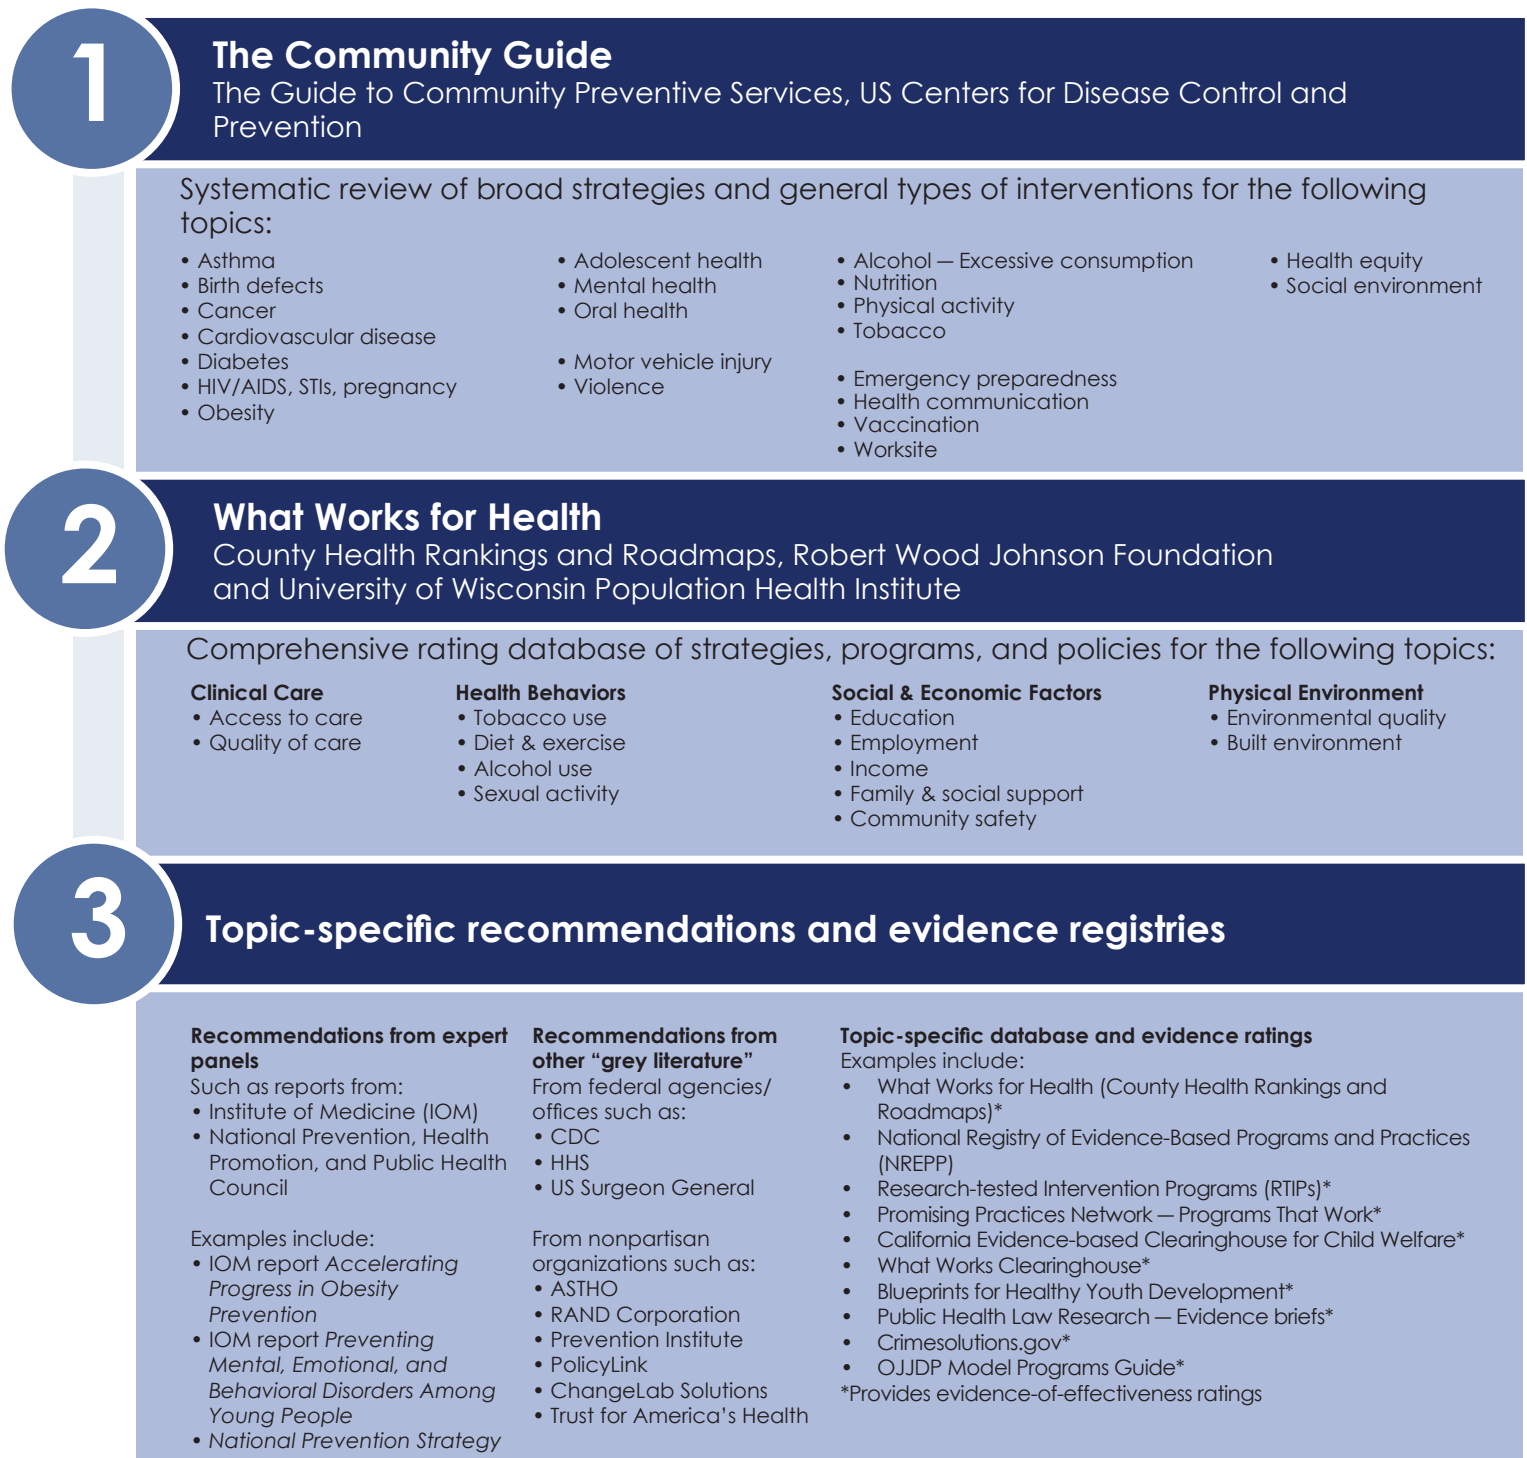 1
The Community Guide
The Guide to Community Preventive Services, US Centers for Disease Control and
Prevention
Systematic review of broad strategies and general types of interventions for the following
topics:
• Asthma
• Birth defects
• Cancer
• Cardiovascular disease
• Diabetes
• HIV/AIDS, STIs, pregnancy
• Obesity
• Adolescent health
• Mental health
• Oral health
• Motor vehicle injury
• Violence
• Alcohol — Excessive consumption
• Nutrition
• Physical activity
• Tobacco
• Emergency preparedness
• Health communication
• Vaccination
• Worksite
• Health equity
• Social environment
2
What Works for Health
County Health Rankings and Roadmaps, Robert Wood Johnson Foundation
and University of Wisconsin Population Health Institute
Comprehensive rating database of strategies, programs, and policies for the following topics:
Clinical Care
• Access to care
• Quality of care
Health Behaviors
• Tobacco use
• Diet & exercise
• Alcohol use
• Sexual activity
Social & Economic Factors
• Education
• Employment
• Income
• Family & social support
• Community safety
Physical Environment
• Environmental quality
• Built environment
3
Topic-specific recommendations and evidence registries
Recommendations from expert
panels
Such as reports from:
• Institute of Medicine (IOM)
• National Prevention, Health
Promotion, and Public Health
Council
Examples include:
• IOM report Accelerating
Progress in Obesity
Prevention
• IOM report Preventing
Mental, Emotional, and
Behavioral Disorders Among
Young People
• National Prevention Strategy
Recommendations from
other “grey literature”
From federal agencies/
offices such as:
• CDC
• HHS
• US Surgeon General
From nonpartisan
organizations such as:
• ASTHO
• RAND Corporation
• Prevention Institute
• PolicyLink
• ChangeLab Solutions
• Trust for America’s Health
Topic-specific database and evidence ratings
Examples include:
• What Works for Health (County Health Rankings and
Roadmaps)*
• National Registry of Evidence-Based Programs and Practices
(NREPP)
• Research-tested Intervention Programs (RTIPs)*
• Promising Practices Network — Programs That Work*
• California Evidence-based Clearinghouse for Child Welfare*
• What Works Clearinghouse*
• Blueprints for Healthy Youth Development*
• Public Health Law Research — Evidence briefs*
• Crimesolutions.gov*
• OJJDP Model Programs Guide*
*Provides evidence-of-effectiveness ratings